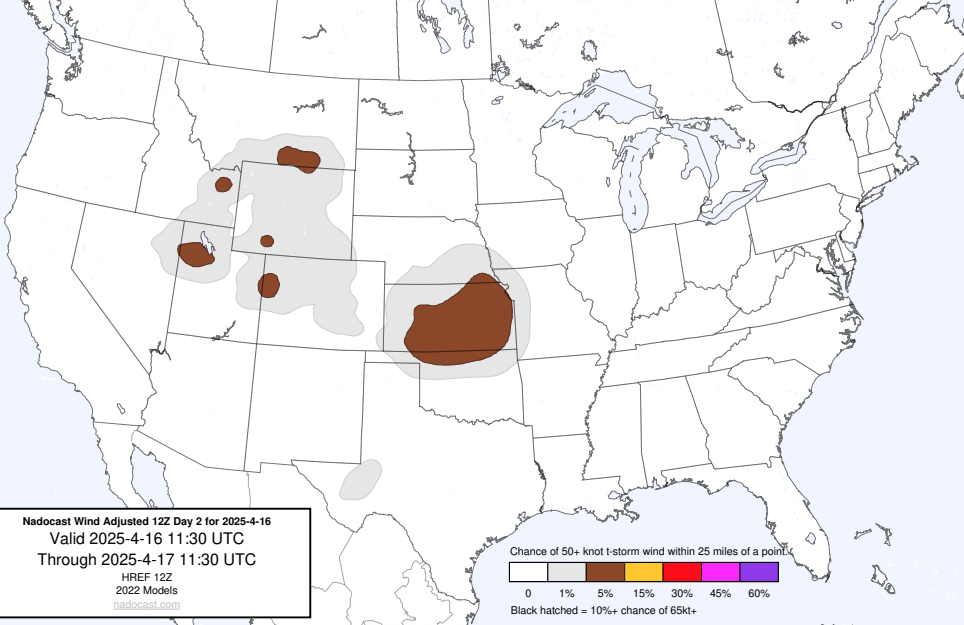 Nadocast Wind Adjusted 12Z Day 2 for 2025-4-16
Valid 2025-4-16 11:30 UTC
Through 2025-4-17 11:30 UTC
HREF 12Z
2022 Models
nadocast.com
Chance of 50+ knot t-storm wind within 25 miles of a point.
0 1% 5% 15% 30% 45% 60%
Black hatched = 10%+ chance of 65kt+